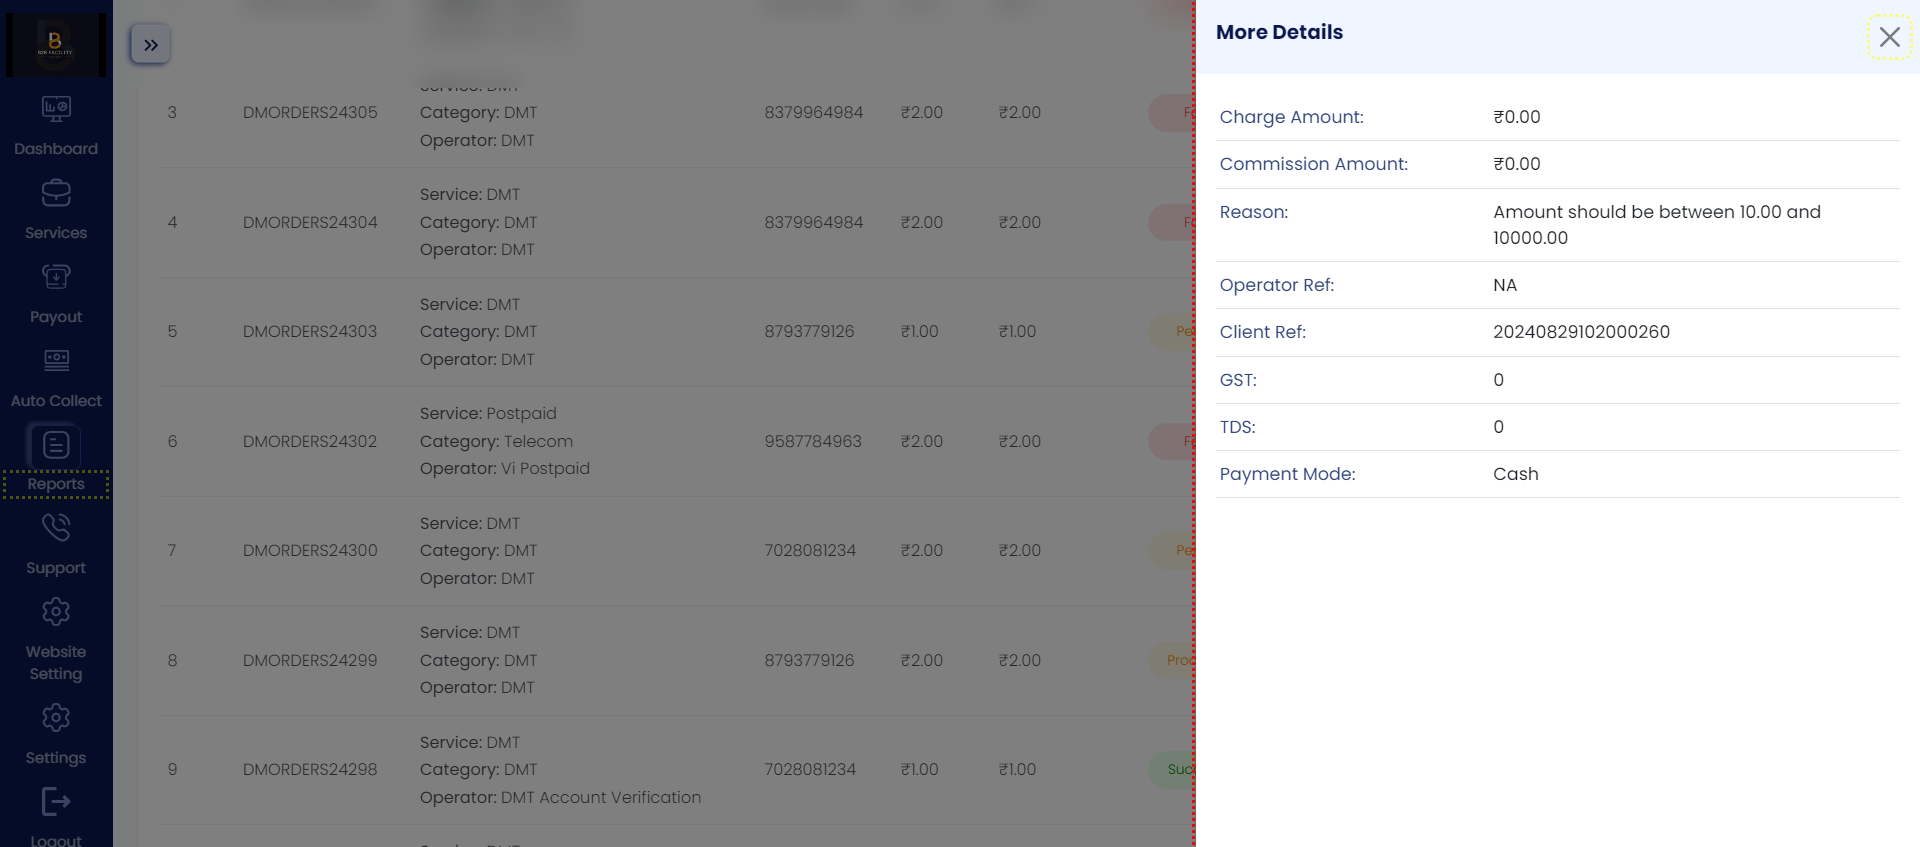 B2B FACILITY
Dashboard
Services
Payout
Auto Collect
Reports
Support
Website
Setting
Settings
Logout
3 DMORDERS24305 Service: DMT
Category: DMT
Operator: DMT 8379964984 ₹2.00 ₹2.00
4 DMORDERS24304 Service: DMT
Category: DMT
Operator: DMT 8379964984 ₹2.00 ₹2.00
5 DMORDERS24303 Service: DMT
Category: DMT
Operator: DMT 8793779126 ₹1.00 ₹1.00 Pe
6 DMORDERS24302 Service: Postpaid
Category: Telecom
Operator: Vi Postpaid 9587784963 ₹2.00 ₹2.00
7 DMORDERS24300 Service: DMT
Category: DMT
Operator: DMT 7028081234 ₹2.00 ₹2.00 Pe
8 DMORDERS24299 Service: DMT
Category: DMT
Operator: DMT 8793779126 ₹2.00 ₹2.00 Proc
9 DMORDERS24298 Service: DMT
Category: DMT
Operator: DMT Account Verification 7028081234 ₹1.00 ₹1.00 Suc
More Details
Charge Amount: ₹0.00
Commission Amount: ₹0.00
Reason: Amount should be between 10.00 and
10000.00
Operator Ref: NA
Client Ref: 20240829102000260
GST: 0
TDS: 0
Payment Mode: Cash